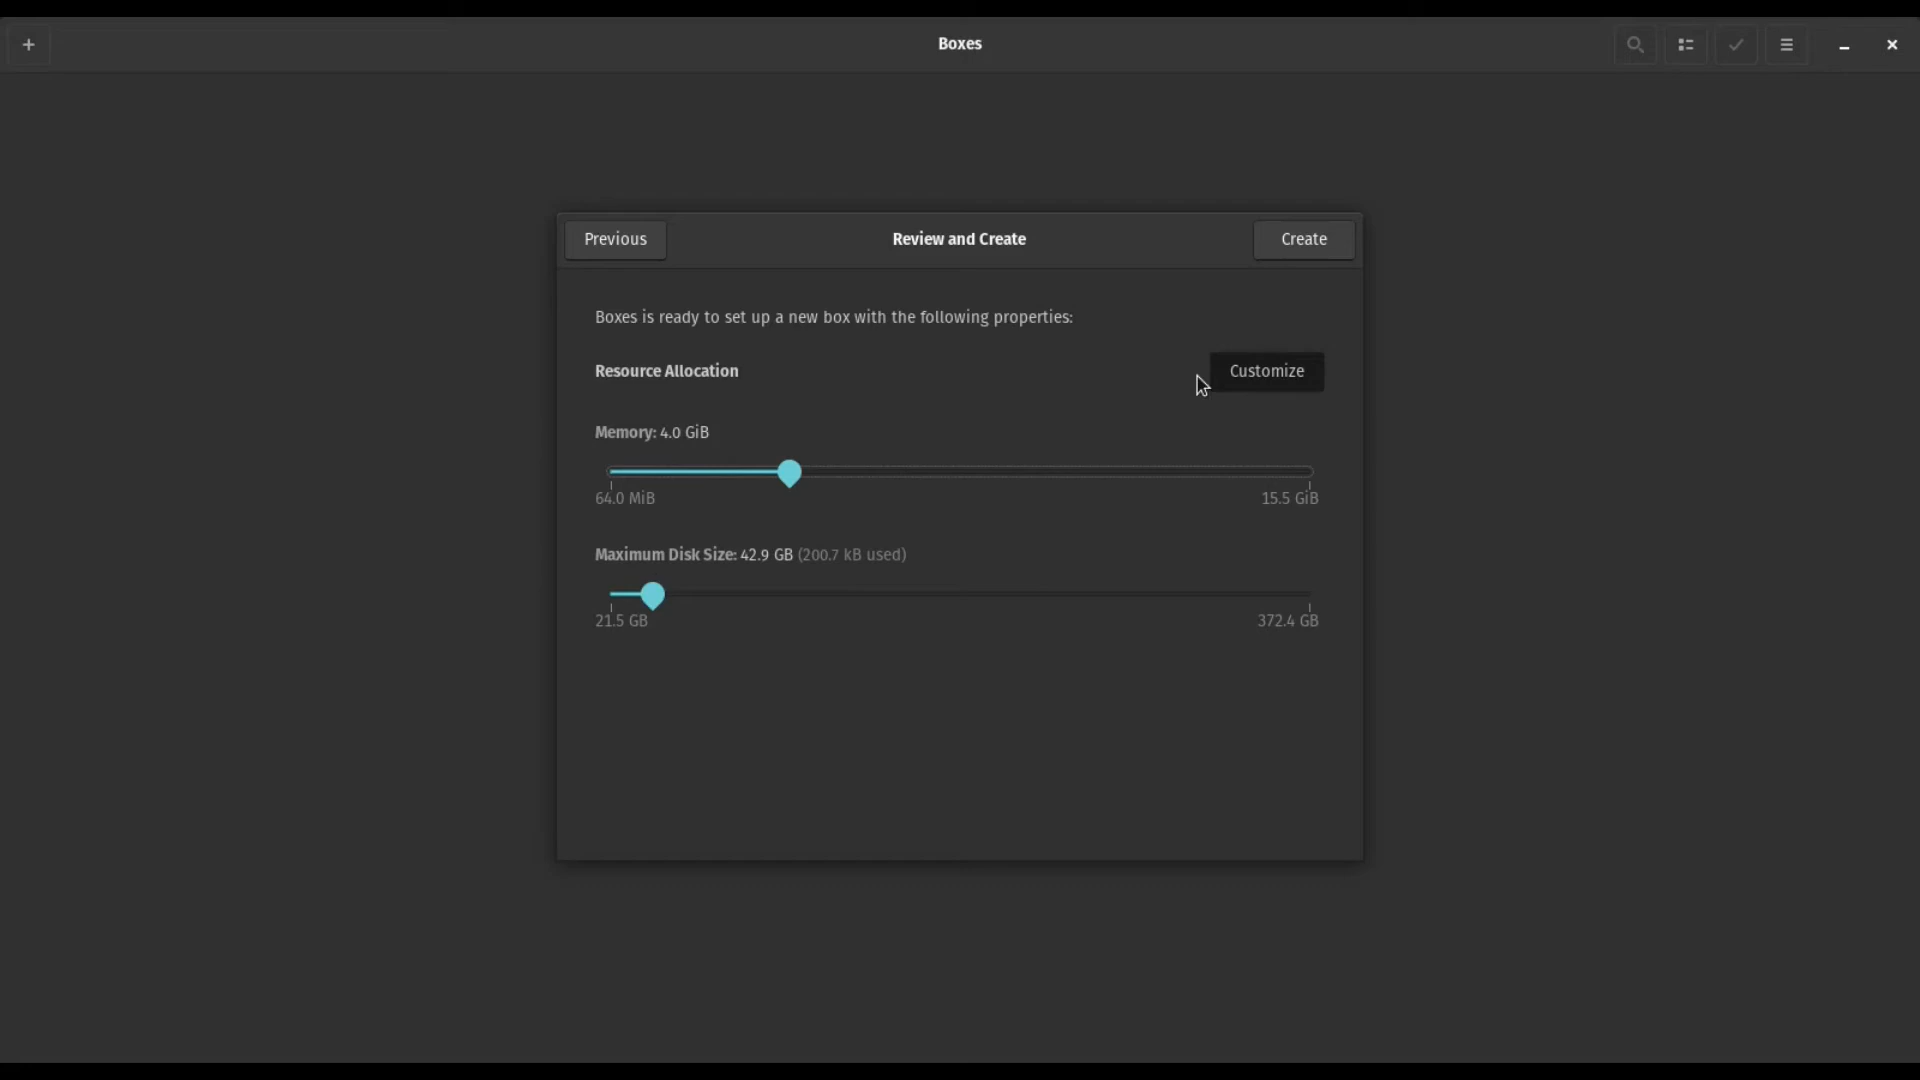 Boxes
Previous
Review and Create
Create
Boxes is ready to set up a new box with the following properties:
Resource Allocation
Customize
Memory: 4.0 GiB
64.0 MiB
15.5 GiB
Maximum Disk Size: 42.9 GB (200.7 kB used)
21.5 GB
372.4 GB